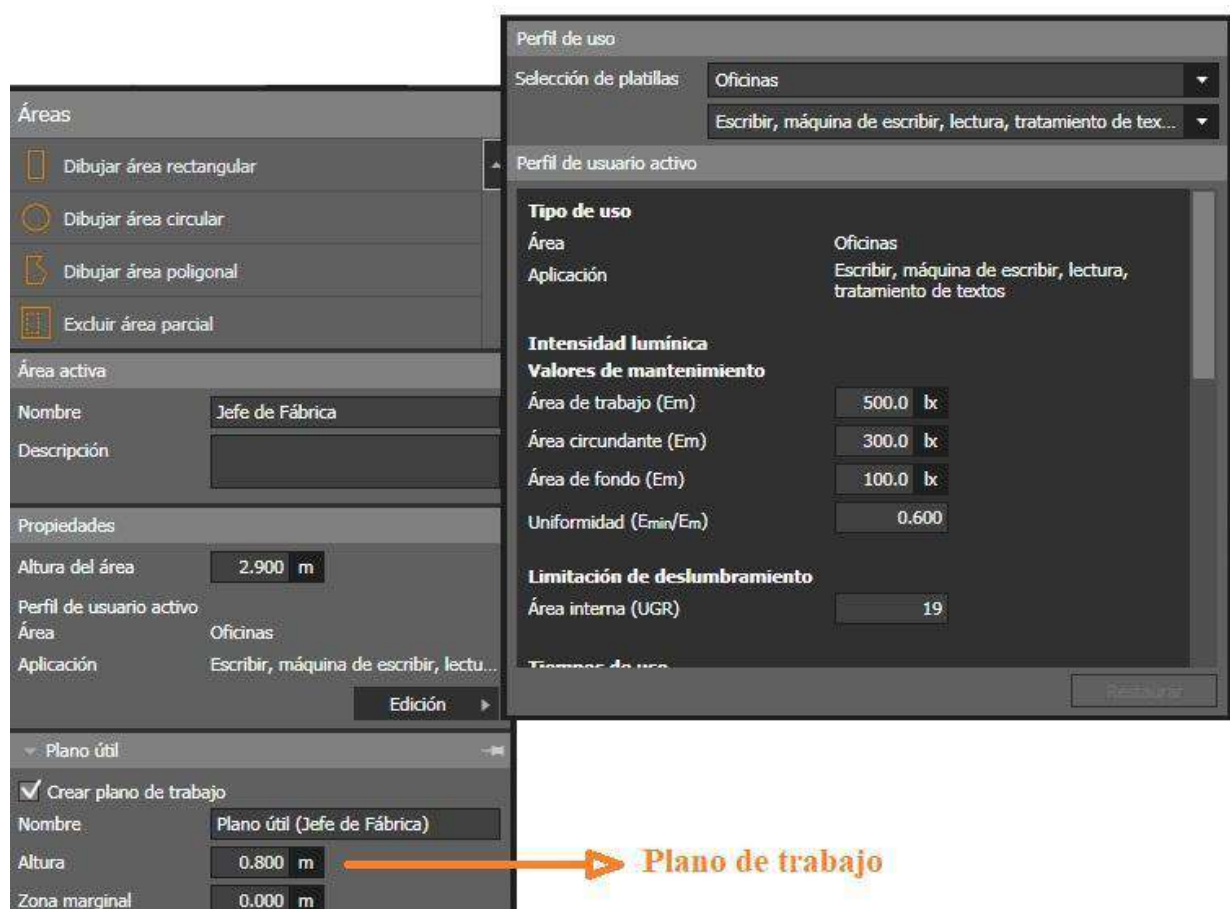 Perfil de uso
Selección de platillas Oficinas
Escribir, máquina de escribir, lectura, tratamiento de tex...
Perfil de usuario activo
Tipo de uso
Área Oficinas
Aplicación Escribir, máquina de escribir, lectura,
tratamiento de textos
Intensidad lumínica
Valores de mantenimiento
Área de trabajo (Em) 500.0 lx
Área circundante (Em) 300.0 lx
Área de fondo (Em) 100.0 lx
Uniformidad (Emin/Em) 0.600
Limitación de deslumbramiento
Área interna (UGR) 19
Tiempos de uso
Restaurar
Áreas
Dibujar área rectangular
Dibujar área circular
Dibujar área poligonal
Excluir área parcial
Área activa
Nombre Jefe de Fábrica
Descripción
Propiedades
Altura del área 2.900 m
Perfil de usuario activo
Área Oficinas
Aplicación Escribir, máquina de escribir, lectu...
Edición
Plano útil
Crear plano de trabajo
Nombre Plano útil (Jefe de Fábrica)
Altura 0.800 m Plano de trabajo
Zona marginal 0.000 m